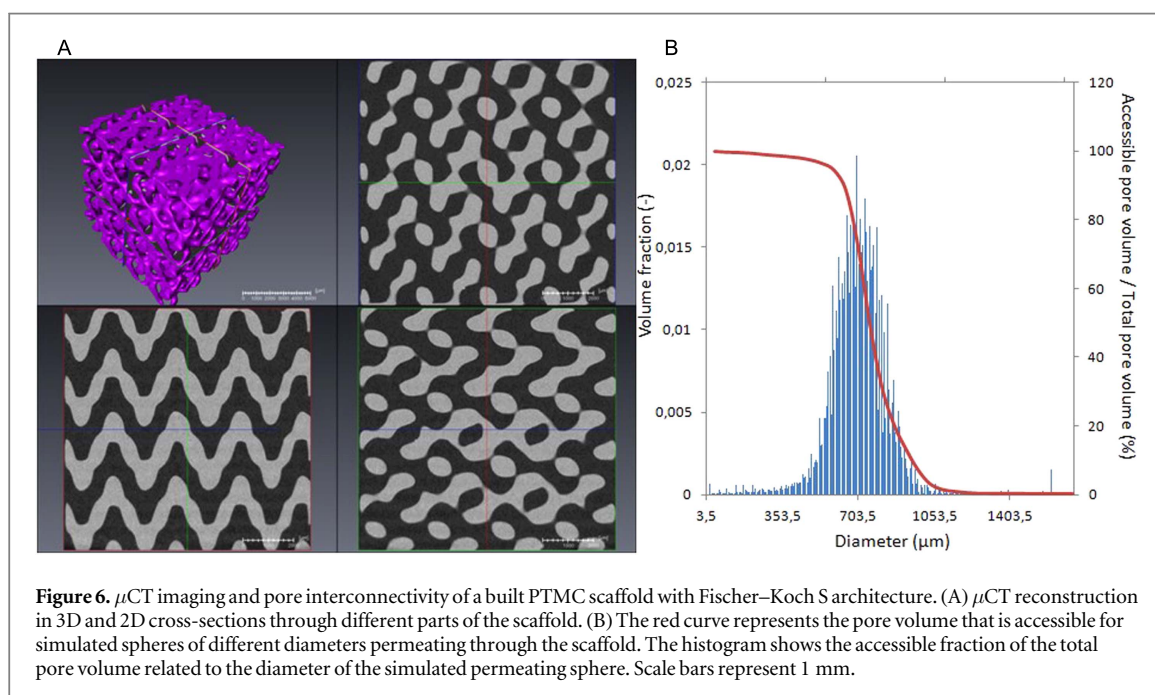 A
B
0,025
0,02
0,015
0,01
0,005
0
Volume fraction (-)
120
100
80
60
40
20
0
Accessible pore volume / Total pore volume (%)
3,5 353,5 703,5 1053,5 1403,5
Diameter (µm)
Figure 6. μCT imaging and pore interconnectivity of a built PTMC scaffold with Fischer–Koch S architecture. (A) μCT reconstruction
in 3D and 2D cross-sections through different parts of the scaffold. (B) The red curve represents the pore volume that is accessible for
simulated spheres of different diameters permeating through the scaffold. The histogram shows the accessible fraction of the total
pore volume related to the diameter of the simulated permeating sphere. Scale bars represent 1 mm.